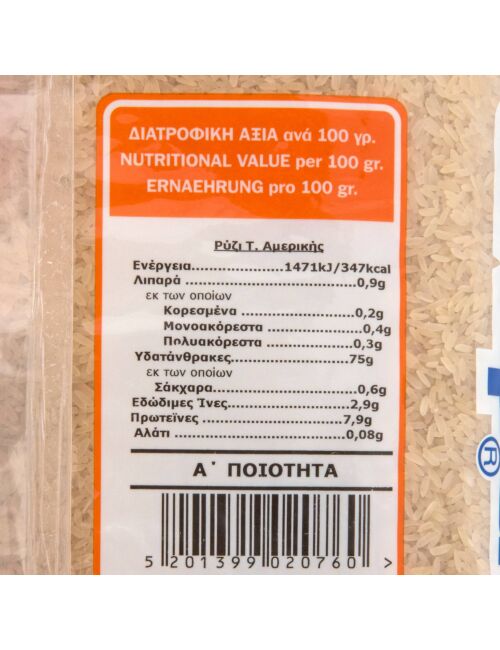 ΔΙΑΤΡΟΦΙΚΗ ΑΞΙΑ ανά 100 γρ.
NUTRITIONAL VALUE per 100 gr.
ERNAEHRUNG pro 100 gr.
Ρύζι Τ. Αμερικής
Ενέργεια.....................1471kJ/347kcal
Λιπαρά........................................0,9g
εκ των οποίων
Κορεσμένα..........................0,2g
Μονοακόρεστα....................0,4g
Πολυακόρεστα....................0,3g
Υδατάνθρακες............................75g
εκ των οποίων
Σάκχαρα..............................0,6g
Εδώδιμες Ίνες...........................2,9g
Πρωτεΐνες.................................7,9g
Αλάτι.......................................0,08g
Α΄ ΠΟΙΟΤΗΤΑ
5 201399 020760 >
®